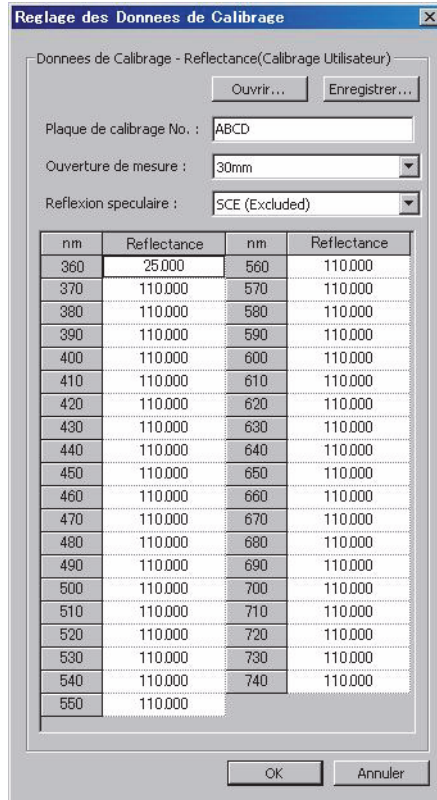 Reglage des Donnees de Calibrage
Donnees de Calibrage - Reflectance(Calibrage Utilisateur)
Ouvrir... Enregistrer...
Plaque de calibrage No. : ABCD
Ouverture de mesure : 30mm
Reflexion speculaire : SCE (Excluded)
nm Reflectance nm Reflectance
360 25.000 560 110.000
370 110.000 570 110.000
380 110.000 580 110.000
390 110.000 590 110.000
400 110.000 600 110.000
410 110.000 610 110.000
420 110.000 620 110.000
430 110.000 630 110.000
440 110.000 640 110.000
450 110.000 650 110.000
460 110.000 660 110.000
470 110.000 670 110.000
480 110.000 680 110.000
490 110.000 690 110.000
500 110.000 700 110.000
510 110.000 710 110.000
520 110.000 720 110.000
530 110.000 730 110.000
540 110.000 740 110.000
550 110.000
OK Annuler